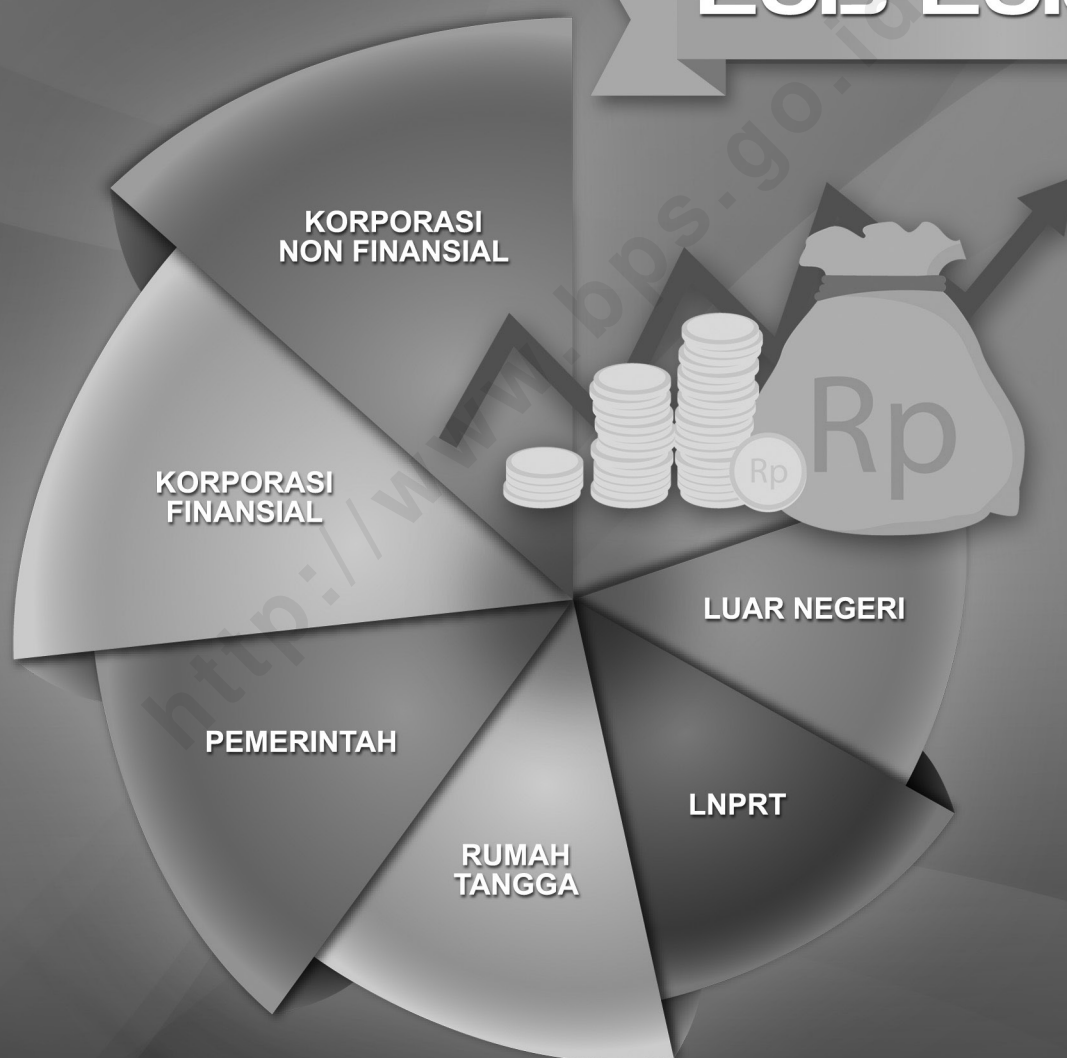 KORPORASI
NON FINANSIAL
KORPORASI
FINANSIAL
PEMERINTAH
RUMAH
TANGGA
LNPRT
LUAR NEGERI
Rp
Rp
http://www.bps.go.id